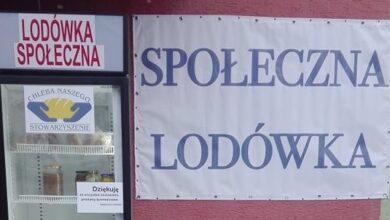 LODÓWKA
SPOŁECZNA
CHLEBA NASZEGO
STOWARZYSZENIE
Dziękuję
SPOŁECZNA
LODÓWKA